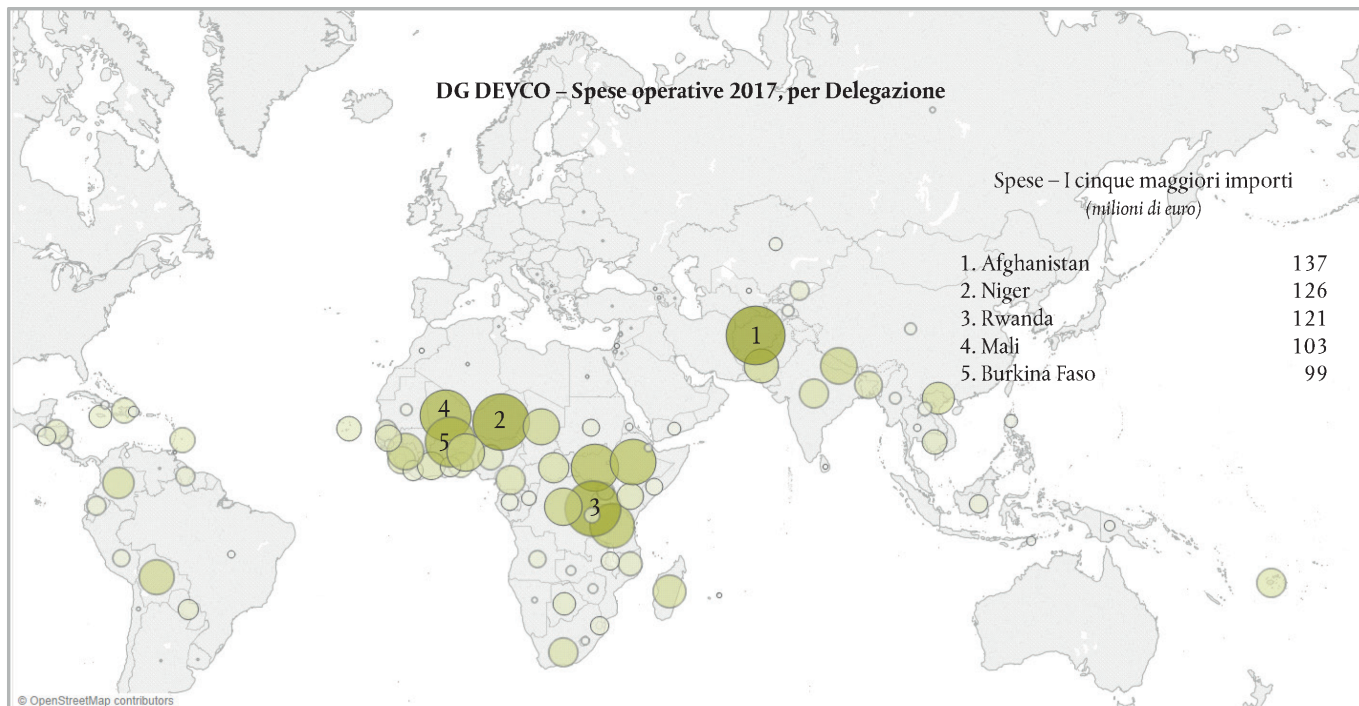 DG DEVCO – Spese operative 2017, per Delegazione
Spese – I cinque maggiori importi
(milioni di euro)
1. Afghanistan 137
2. Niger 126
3. Rwanda 121
4. Mali 103
5. Burkina Faso 99
1
4
2
5
3
© OpenStreetMap contributors